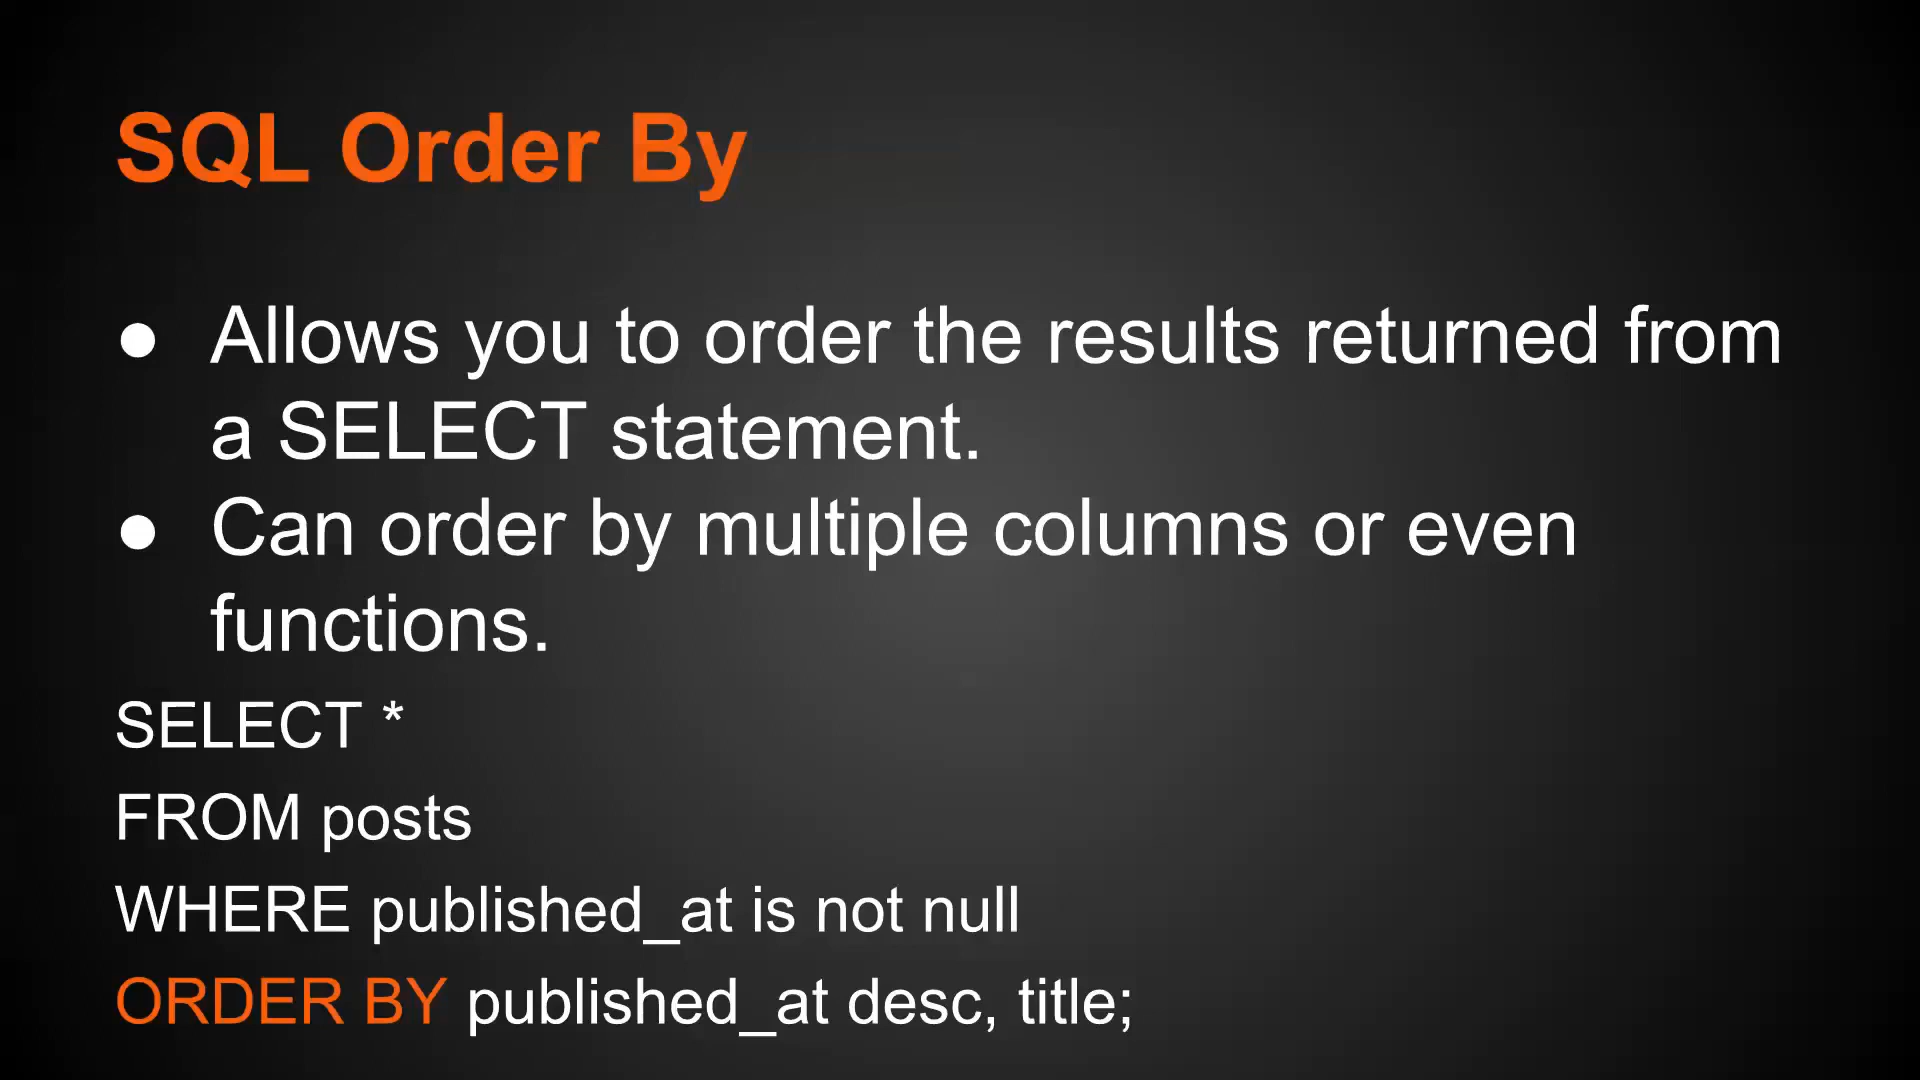 SQL Order By
● Allows you to order the results returned from
a SELECT statement.
● Can order by multiple columns or even
functions.
SELECT *
FROM posts
WHERE published_at is not null
ORDER BY published_at desc, title;